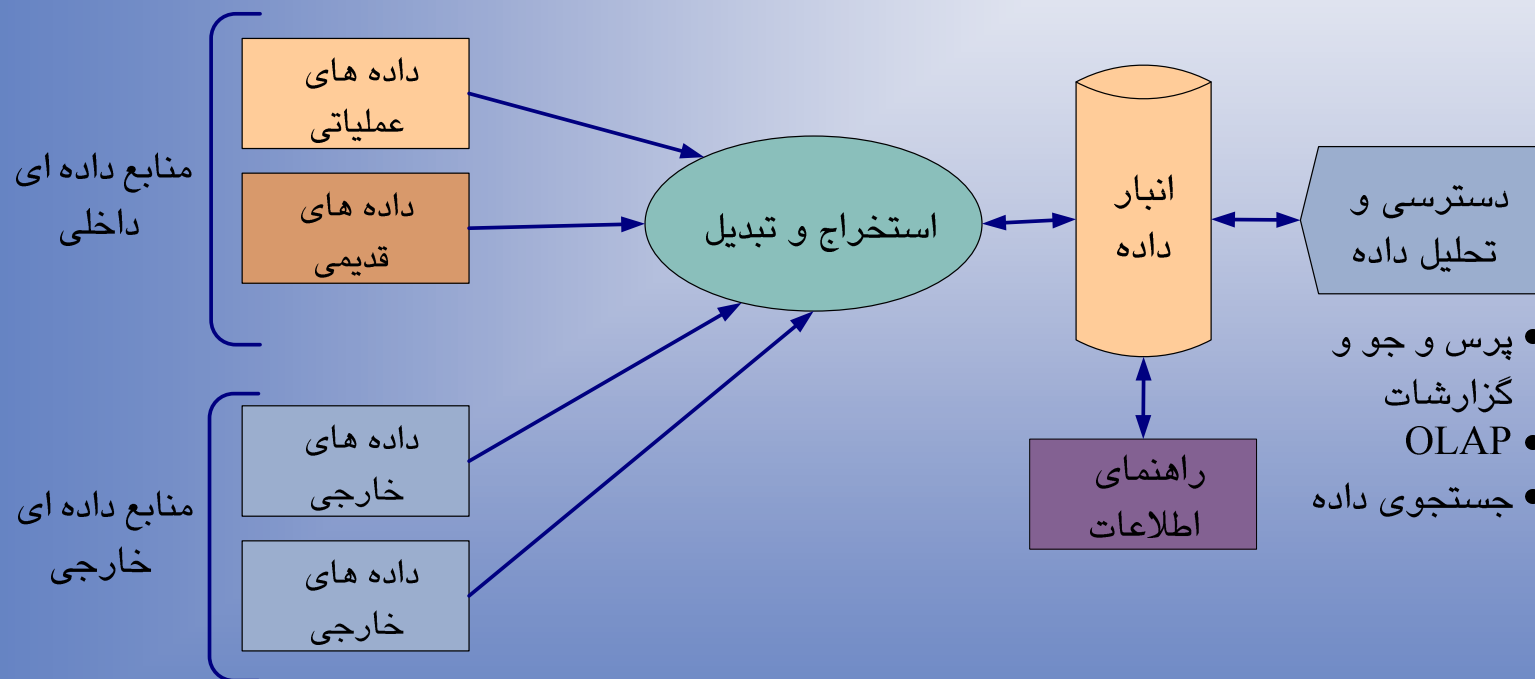 منابع داده ای
داخلی
داده های
عملیاتی
داده های
قدیمی
منابع داده ای
خارجی
داده های
خارجی
داده های
خارجی
استخراج و تبدیل
انبار
داده
راهنمای
اطلاعات
دسترسی و
تحلیل داده
• پرس و جو و
گزارشات
• OLAP
• جستجوی داده